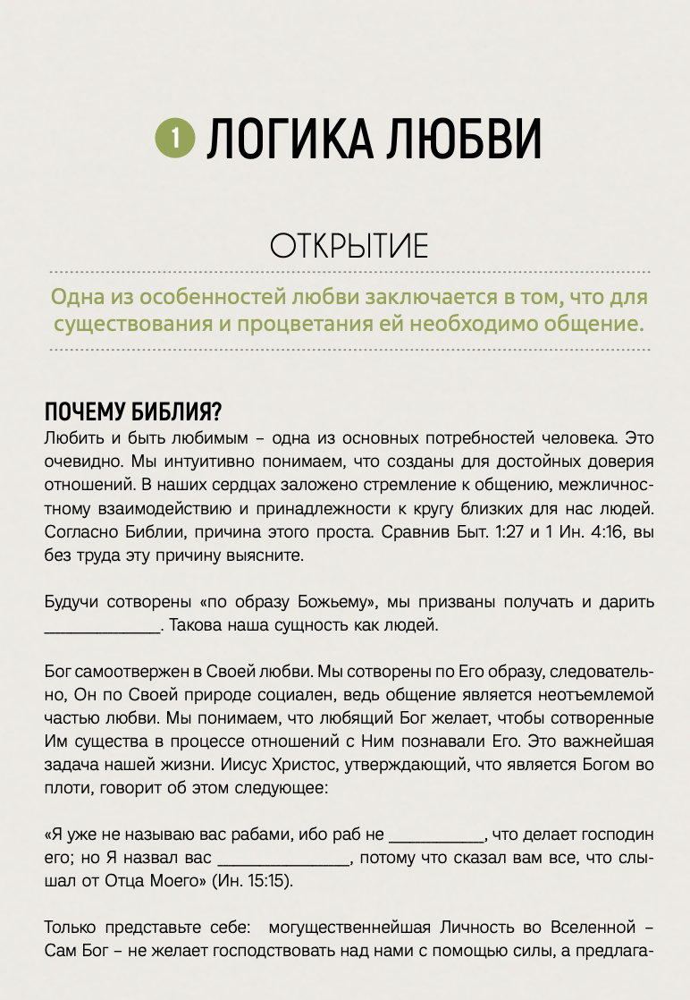 1 ЛОГИКА ЛЮБВИ
ОТКРЫТИЕ
Одна из особенностей любви заключается в том, что для
существования и процветания ей необходимо общение.
ПОЧЕМУ БИБЛИЯ?
Любить и быть любимым – одна из основных потребностей человека. Это
очевидно. Мы интуитивно понимаем, что созданы для достойных доверия
отношений. В наших сердцах заложено стремление к общению, межличнос-
тному взаимодействию и принадлежности к кругу близких для нас людей.
Согласно Библии, причина этого проста. Сравнив Быт. 1:27 и 1 Ин. 4:16, вы
без труда эту причину выясните.
Будучи сотворены «по образу Божьему», мы призваны получать и дарить
______________. Такова наша сущность как людей.
Бог самоотвержен в Своей любви. Мы сотворены по Его образу, следователь-
но, Он по Своей природе социален, ведь общение является неотъемлемой
частью любви. Мы понимаем, что любящий Бог желает, чтобы сотворенные
Им существа в процессе отношений с Ним познавали Его. Это важнейшая
задача нашей жизни. Иисус Христос, утверждающий, что является Богом во
плоти, говорит об этом следующее:
«Я уже не называю вас рабами, ибо раб не ___________, что делает господин
его; но Я назвал вас _______________, потому что сказал вам все, что слы-
шал от Отца Моего» (Ин. 15:15).
Только представьте себе: могущественнейшая Личность во Вселенной –
Сам Бог – не желает господствовать над нами с помощью силы, а предлага-